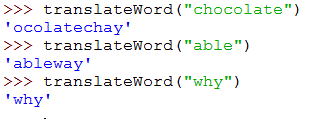 >>> translateWord("chocolate")
'ocolatechay'
>>> translateWord("able")
'ableway'
>>> translateWord("why")
'why'